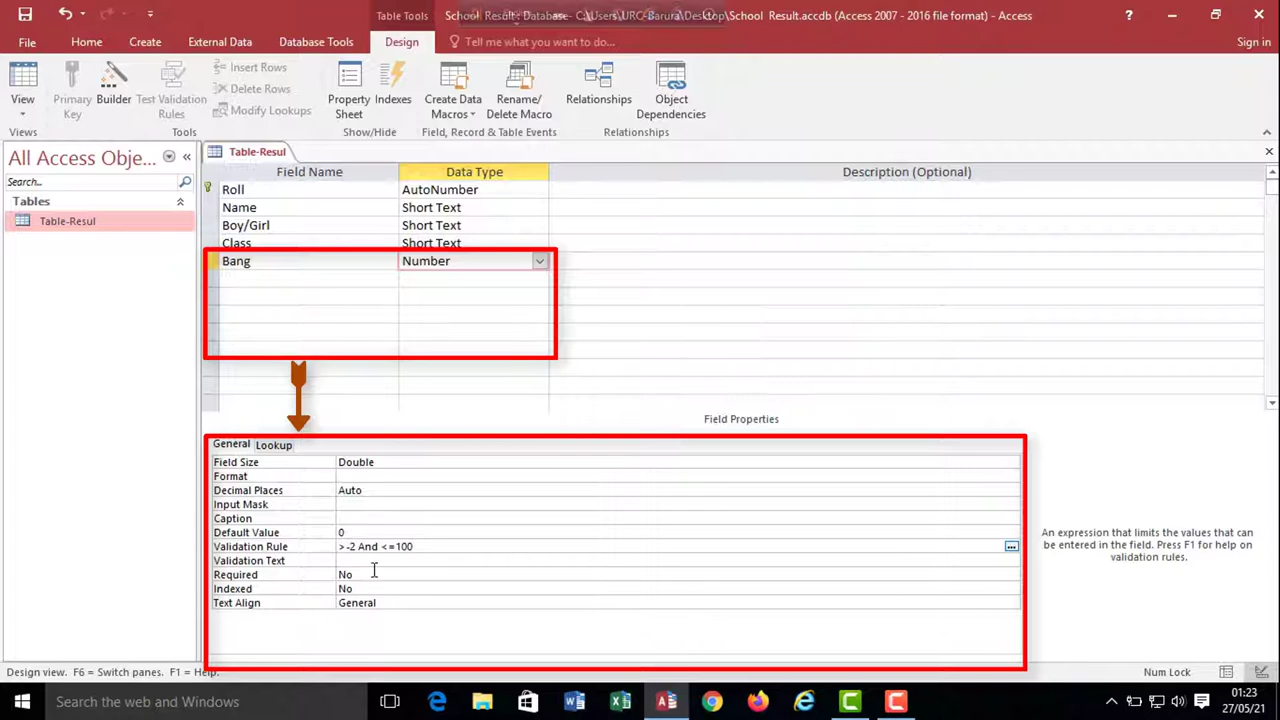 Table Tools
School Result : Database- C:\Users\URC-Barura\Desktop\School Result.accdb (Access 2007 - 2016 file format) - Access
?
File Home Create External Data Database Tools Design Tell me what you want to do... Sign in
View Primary Key Builder Test Validation Rules Insert Rows Delete Rows Modify Lookups Property Sheet Indexes Create Data Macros Rename/ Delete Macro Relationships Object Dependencies
Views Tools Show/Hide Field, Record & Table Events Relationships
All Access Obje... «
Search...
Tables
Table-Resul
Table-Resul
Field Name Data Type Description (Optional)
Roll AutoNumber
Name Short Text
Boy/Girl Short Text
Class Short Text
Bang Number
Field Properties
General Lookup
Field Size Double
Format
Decimal Places Auto
Input Mask
Caption
Default Value 0
Validation Rule >-2 And <=100 ...
Validation Text
Required No
Indexed No
Text Align General
An expression that limits the values that can
be entered in the field. Press F1 for help on
validation rules.
Design view. F6 = Switch panes. F1 = Help. Num Lock
Search the web and Windows
01:23
27/05/21